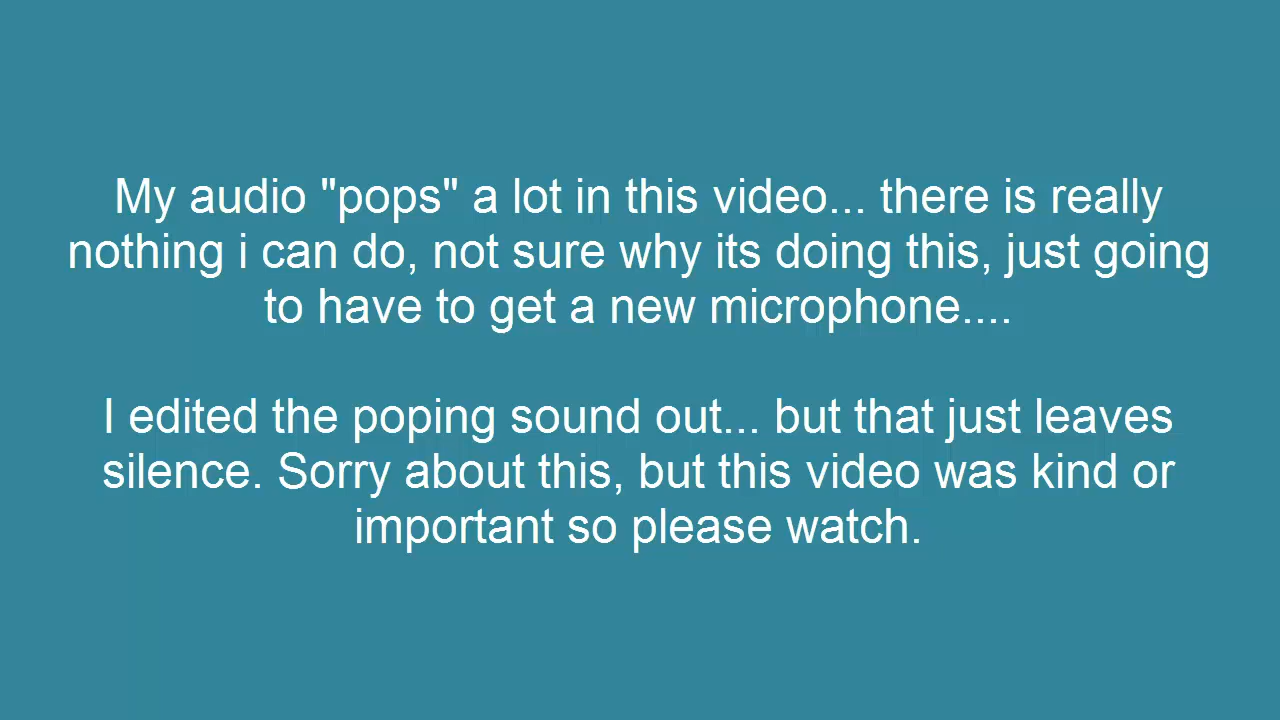 My audio "pops" a lot in this video... there is really
nothing i can do, not sure why its doing this, just going
to have to get a new microphone....
I edited the poping sound out... but that just leaves
silence. Sorry about this, but this video was kind or
important so please watch.